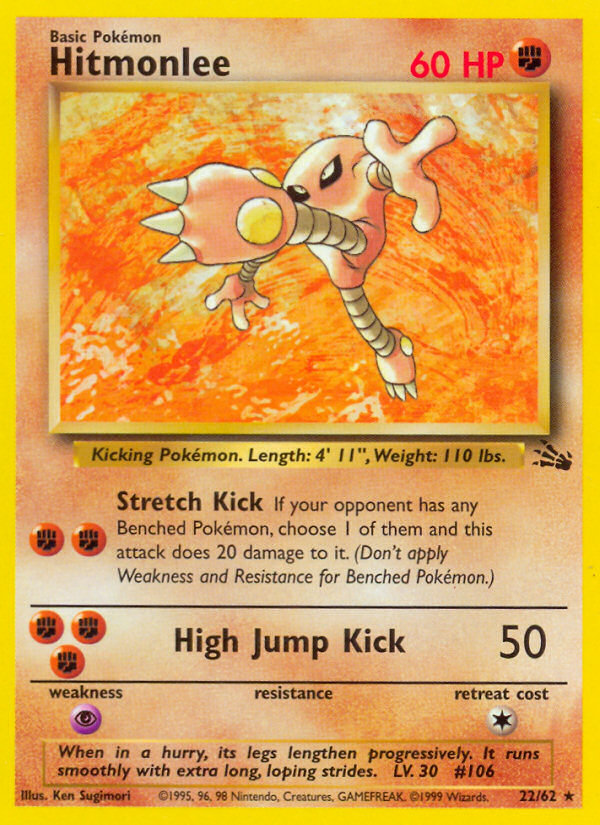 Basic Pokémon
Hitmonlee
60 HP
Kicking Pokémon. Length: 4' 11", Weight: 110 lbs.
Stretch Kick If your opponent has any
Benched Pokémon, choose 1 of them and this
attack does 20 damage to it. (Don't apply
Weakness and Resistance for Benched Pokémon.)
High Jump Kick 50
weakness resistance retreat cost
When in a hurry, its legs lengthen progressively. It runs
smoothly with extra long, loping strides. LV. 30 #106
Illus. Ken Sugimori ©1995, 96, 98 Nintendo, Creatures, GAMEFREAK. ©1999 Wizards. 22/62 ★